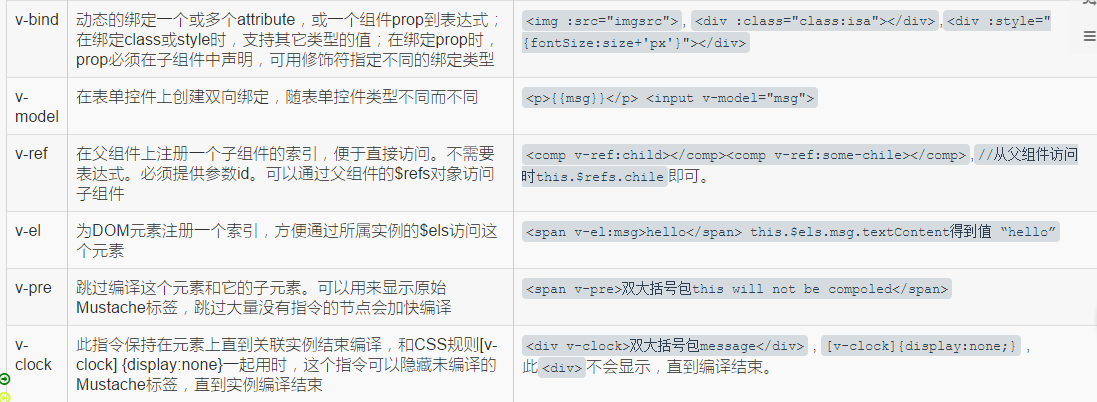 v-bind
动态的绑定一个或多个attribute，或一个组件prop到表达式；
在绑定class或style时，支持其它类型的值；在绑定prop时，
prop必须在子组件中声明，可用修饰符指定不同的绑定类型
<img :src="imgsrc">, <div :class="class:isa"></div>,<div :style="
{fontSize:size+'px'}"></div>
v-
model
在表单控件上创建双向绑定，随表单控件类型不同而不同
<p>{{msg}}</p> <input v-model="msg">
v-ref
在父组件上注册一个子组件的索引，便于直接访问。不需要
表达式。必须提供参数id。可以通过父组件的$refs对象访问
子组件
<comp v-ref:child></comp><comp v-ref:some-chile></comp>,//从父组件访问
时this.$refs.chile即可。
v-el
为DOM元素注册一个索引，方便通过所属实例的$els访问这
个元素
<span v-el:msg>hello</span> this.$els.msg.textContent得到值 “hello”
v-pre
跳过编译这个元素和它的子元素。可以用来显示原始
Mustache标签，跳过大量没有指令的节点会加快编译
<span v-pre>双大括号包this will not be compoled</span>
v-
clock
此指令保持在元素上直到关联实例结束编译，和CSS规则[v-
clock] {display:none}一起用时，这个指令可以隐藏未编译的
Mustache标签，直到实例编译结束
<div v-clock>双大括号包message</div> ，[v-clock]{display:none;} ，
此<div>不会显示，直到编译结束。